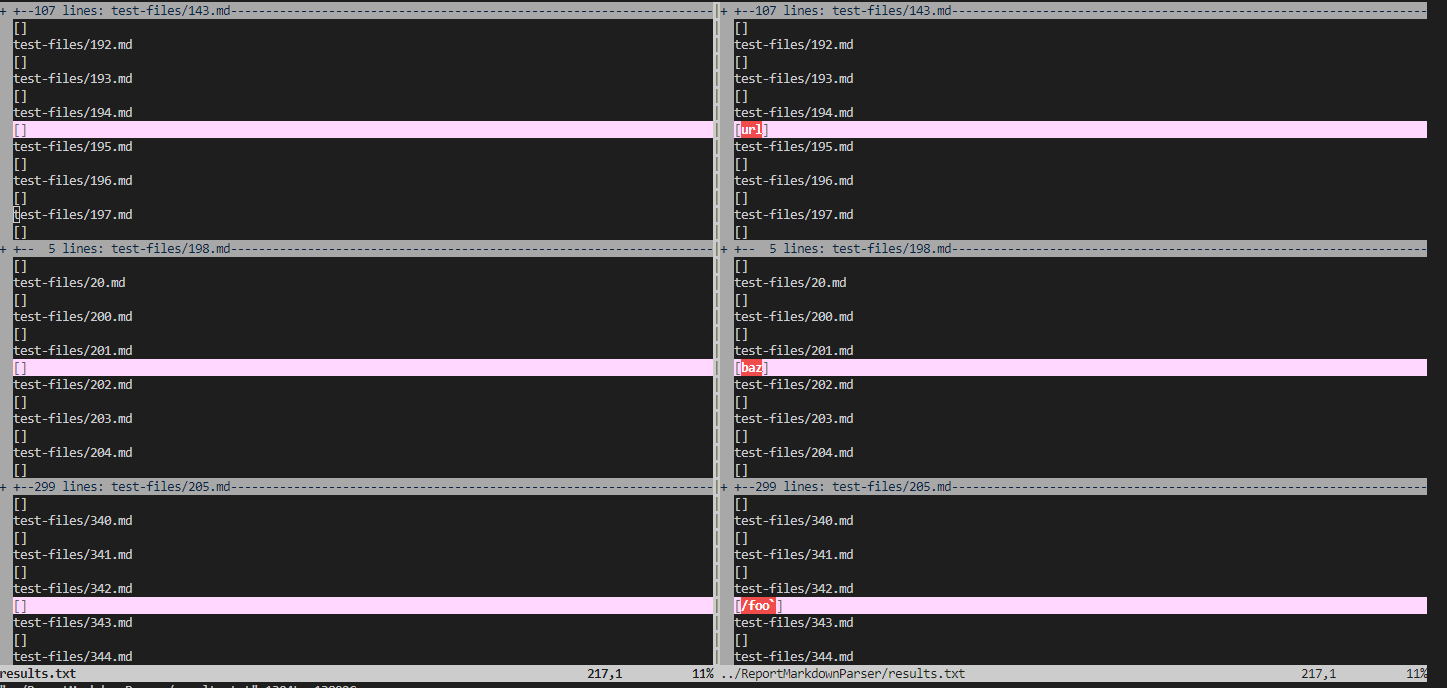 + +--107 lines: test-files/143.md----------------------------------------------------------------------
[]
test-files/192.md
[]
test-files/193.md
[]
test-files/194.md
[]
test-files/195.md
[]
test-files/196.md
[]
test-files/197.md
[]
+ +--  5 lines: test-files/198.md----------------------------------------------------------------------
[]
test-files/20.md
[]
test-files/200.md
[]
test-files/201.md
[]
test-files/202.md
[]
test-files/203.md
[]
test-files/204.md
[]
+ +--299 lines: test-files/205.md----------------------------------------------------------------------
[]
test-files/340.md
[]
test-files/341.md
[]
test-files/342.md
[]
test-files/343.md
[]
test-files/344.md
results.txt 217,1 11%
+ +--107 lines: test-files/143.md----------------------------------------------------------------------
[]
test-files/192.md
[]
test-files/193.md
[]
test-files/194.md
[url]
test-files/195.md
[]
test-files/196.md
[]
test-files/197.md
[]
+ +--  5 lines: test-files/198.md----------------------------------------------------------------------
[]
test-files/20.md
[]
test-files/200.md
[]
test-files/201.md
[baz]
test-files/202.md
[]
test-files/203.md
[]
test-files/204.md
[]
+ +--299 lines: test-files/205.md----------------------------------------------------------------------
[]
test-files/340.md
[]
test-files/341.md
[]
test-files/342.md
[/foo`]
test-files/343.md
[]
test-files/344.md
../ReportMarkdownParser/results.txt 217,1 11%